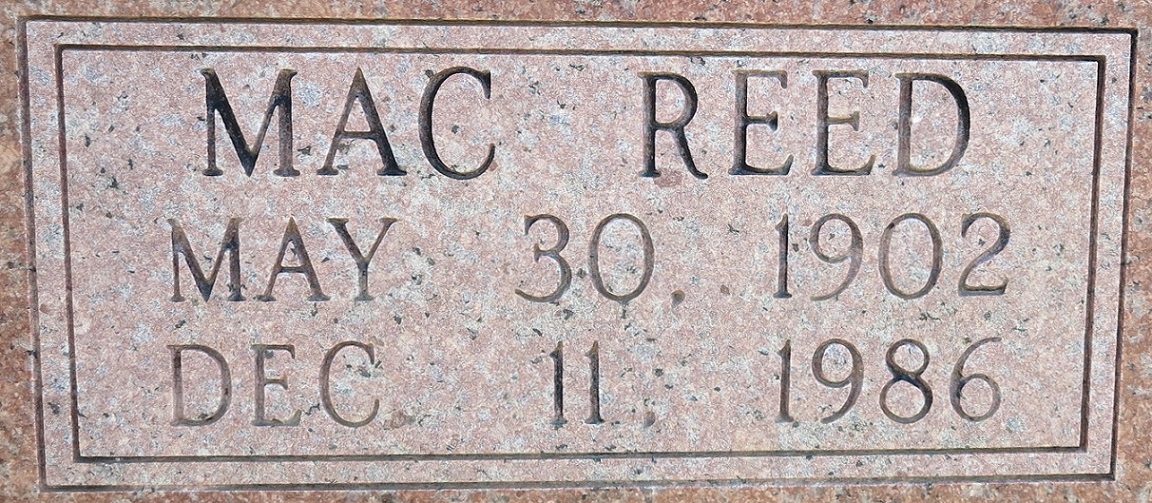 MAC REED
MAY 30, 1902
DEC. 11, 1986